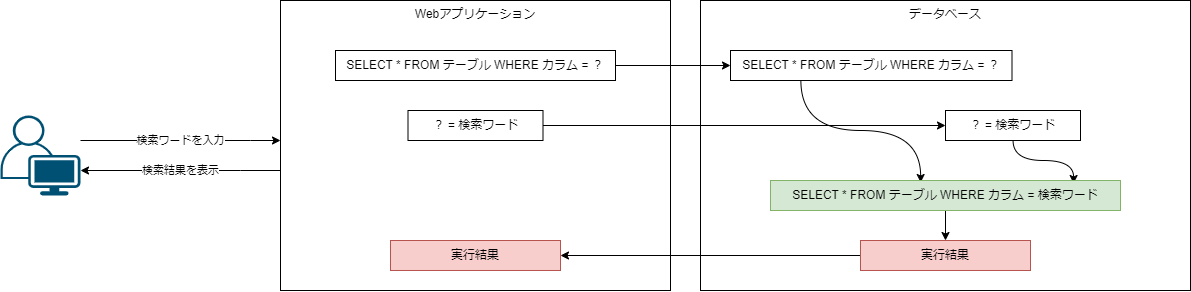 Webアプリケーション
データベース
SELECT * FROM テーブル WHERE カラム = ？
SELECT * FROM テーブル WHERE カラム = ？
？ = 検索ワード
？ = 検索ワード
検索ワードを入力
検索結果を表示
SELECT * FROM テーブル WHERE カラム = 検索ワード
実行結果
実行結果